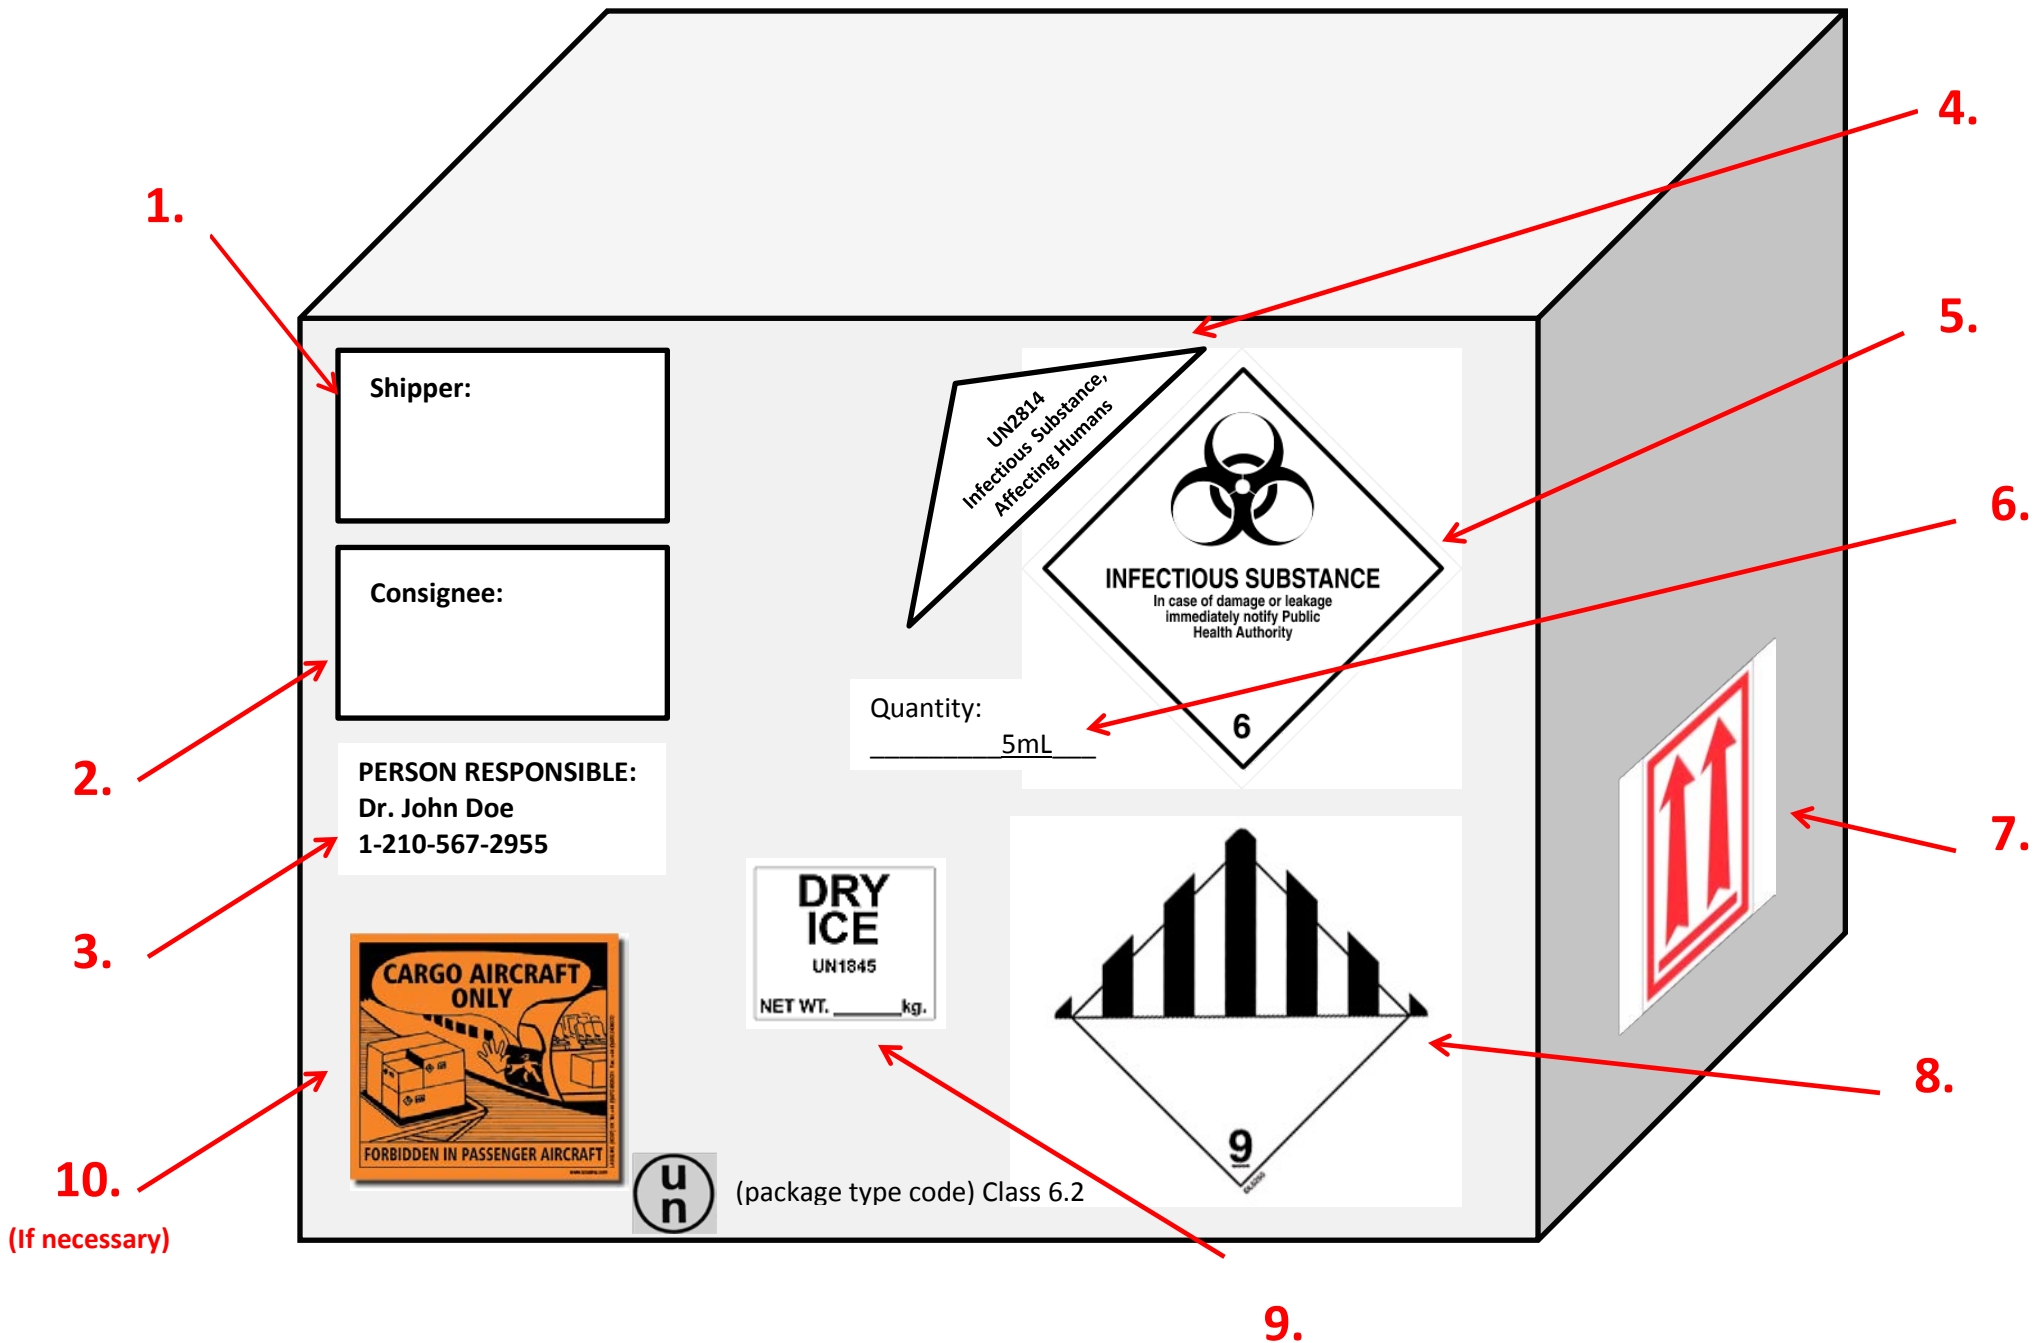 4.
1.
5.
Shipper:
UN2814
Infectious Substance,
Affecting Humans
6.
INFECTIOUS SUBSTANCE
In case of damage or leakage
immediately notify Public
Health Authority
6
Consignee:
Quantity:
_________5mL___
2.
PERSON RESPONSIBLE:
Dr. John Doe
1-210-567-2955
7.
3.
DRY
ICE
UN1845
NET WT. ______kg.
CARGO AIRCRAFT
ONLY
FORBIDDEN IN PASSENGER AIRCRAFT
8.
9
10.
(If necessary)
u
n
(package type code) Class 6.2
9.